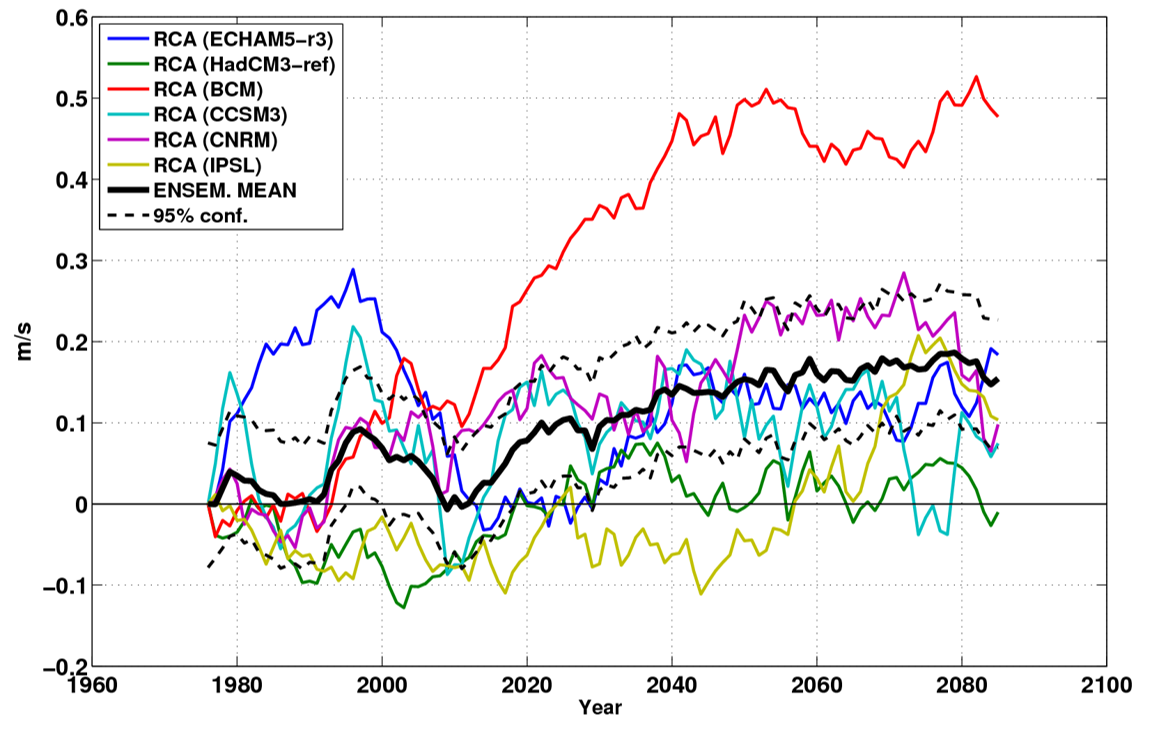 0.6
0.5
0.4
0.3
0.2
0.1
0
−0.1
−0.2
m/s
RCA (ECHAM5−r3)
RCA (HadCM3−ref)
RCA (BCM)
RCA (CCSM3)
RCA (CNRM)
RCA (IPSL)
ENSEM. MEAN
95% conf.
1960 1980 2000 2020 2040 2060 2080 2100
Year